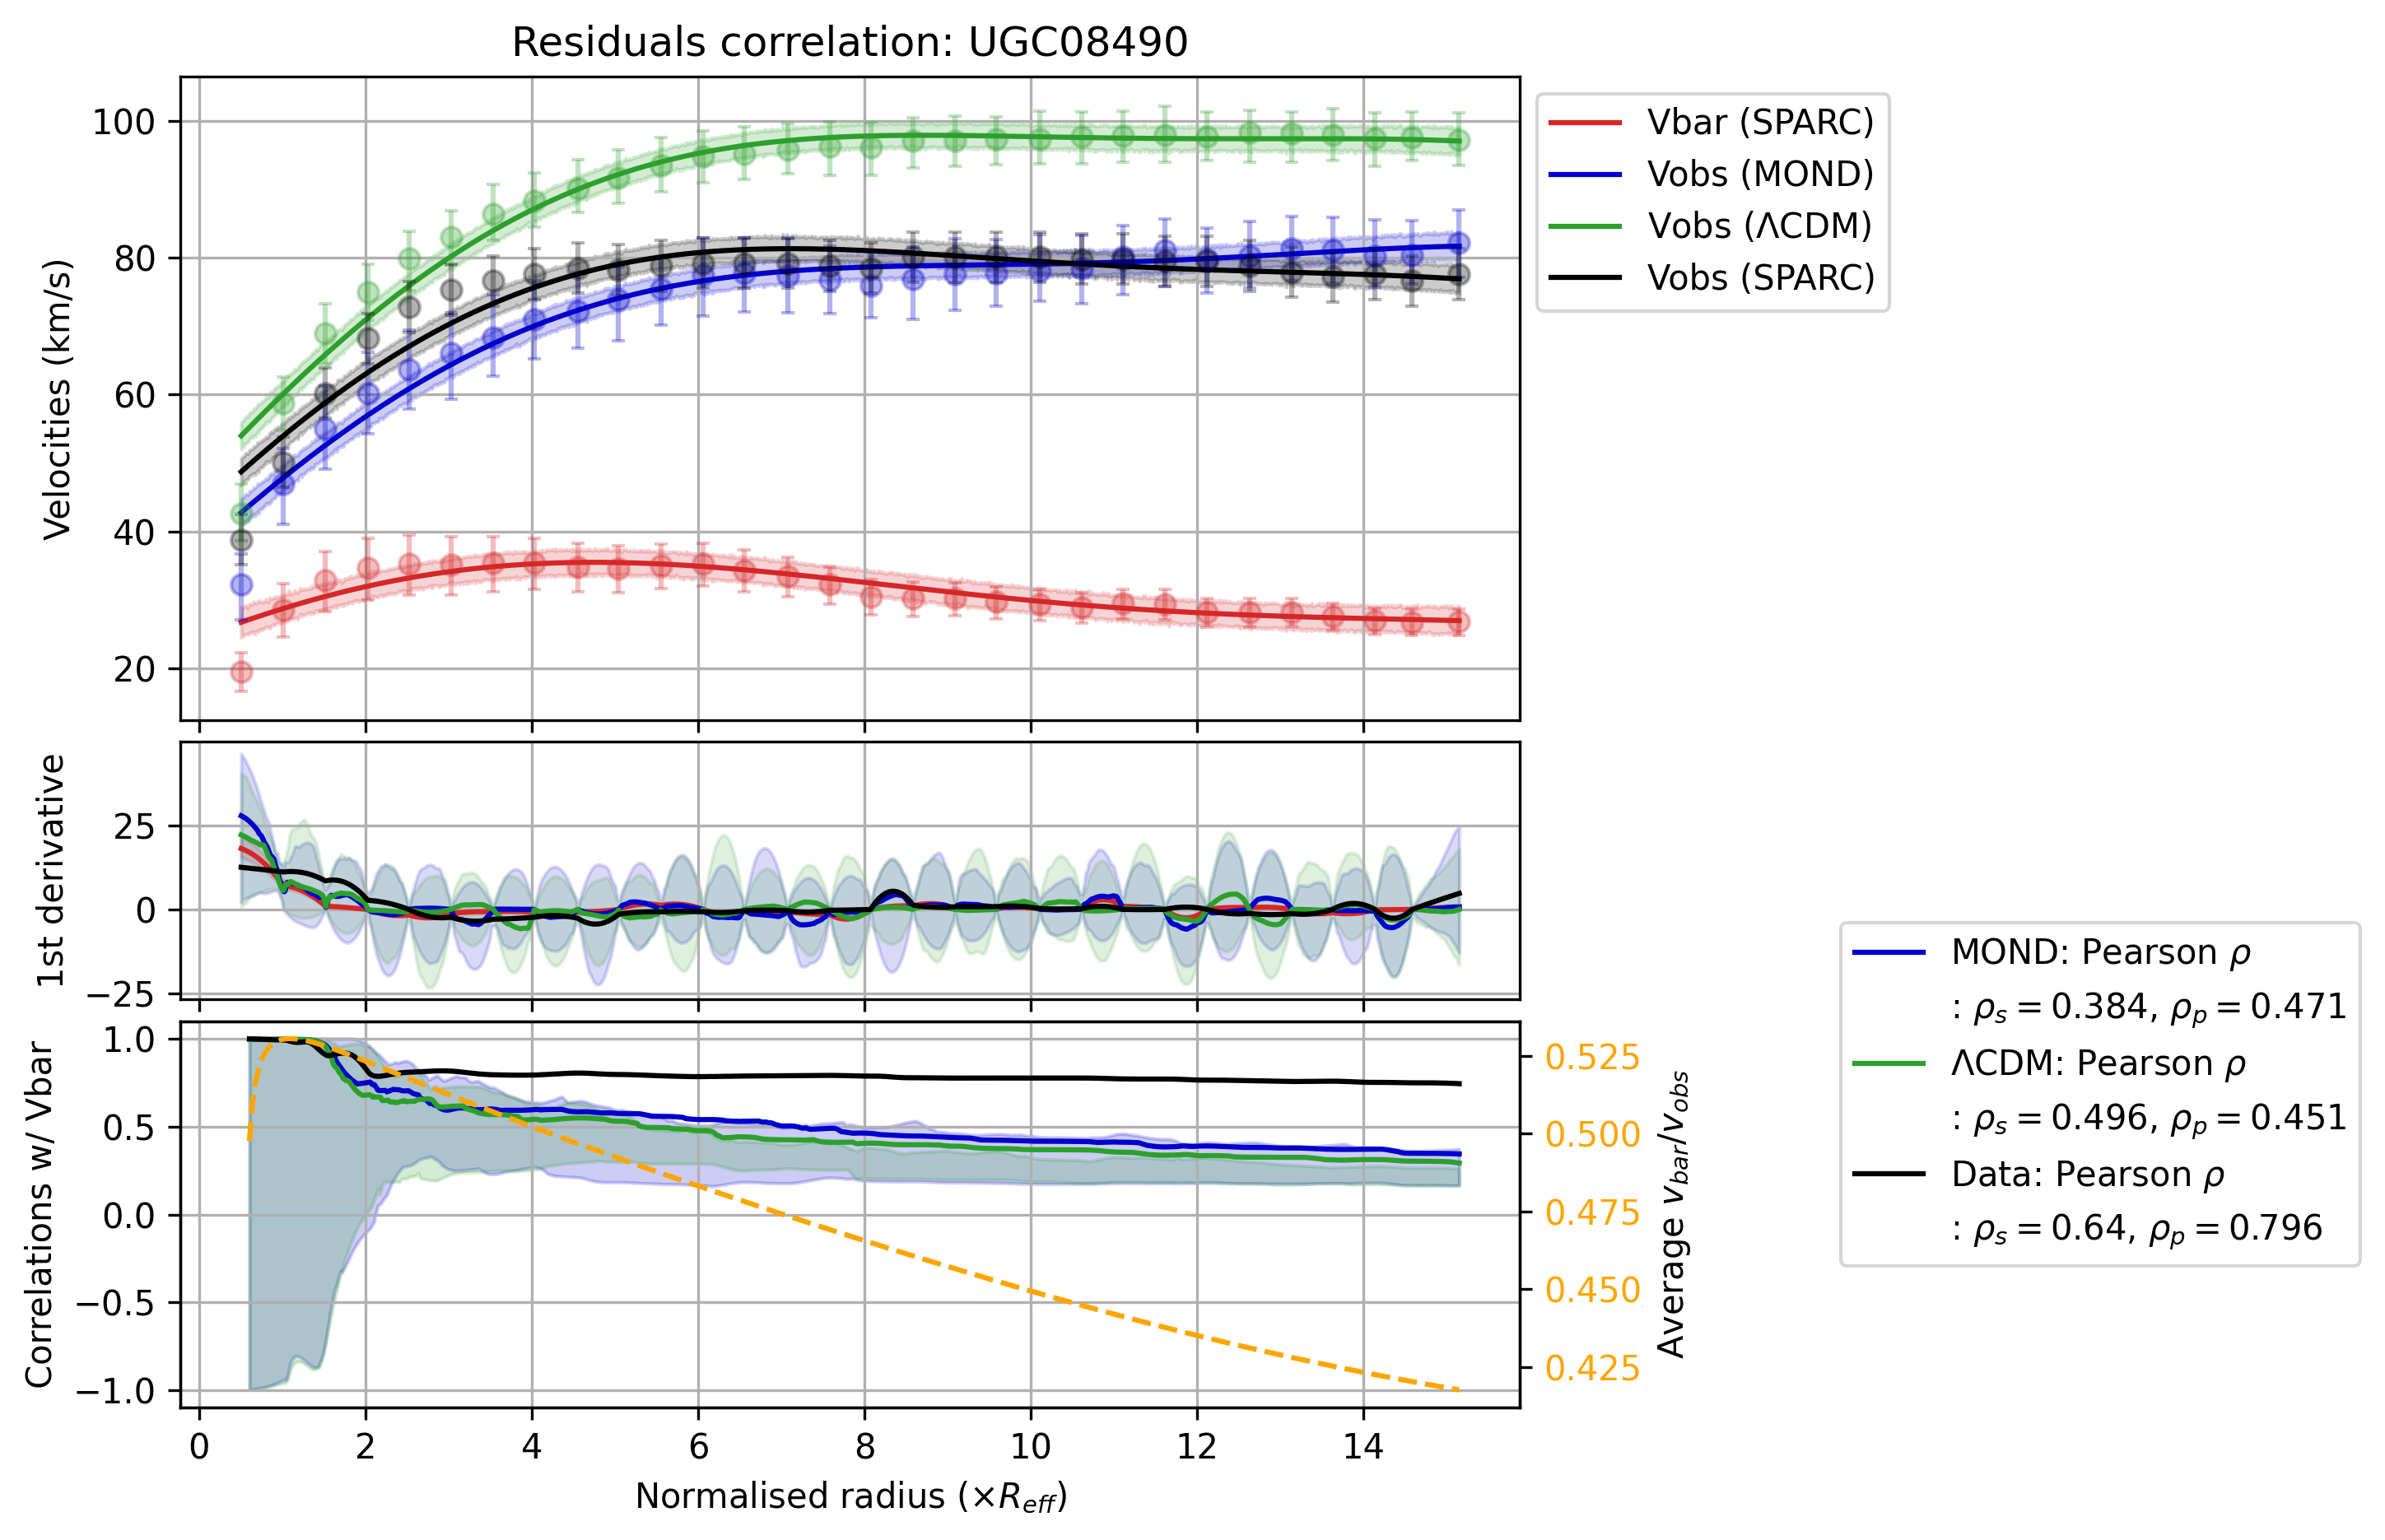 Residuals correlation: UGC08490
Velocities (km/s)
100
80
60
40
20
Vbar (SPARC)
Vobs (MOND)
Vobs (ΛCDM)
Vobs (SPARC)
1st derivative
25
0
−25
Correlations w/ Vbar
1.0
0.5
0.0
−0.5
−1.0
0.525
0.500
0.475
0.450
0.425
Average v_bar/v_obs
MOND: Pearson ρ
: ρ_s = 0.384, ρ_p = 0.471
ΛCDM: Pearson ρ
: ρ_s = 0.496, ρ_p = 0.451
Data: Pearson ρ
: ρ_s = 0.64, ρ_p = 0.796
0 2 4 6 8 10 12 14
Normalised radius (×R_eff)